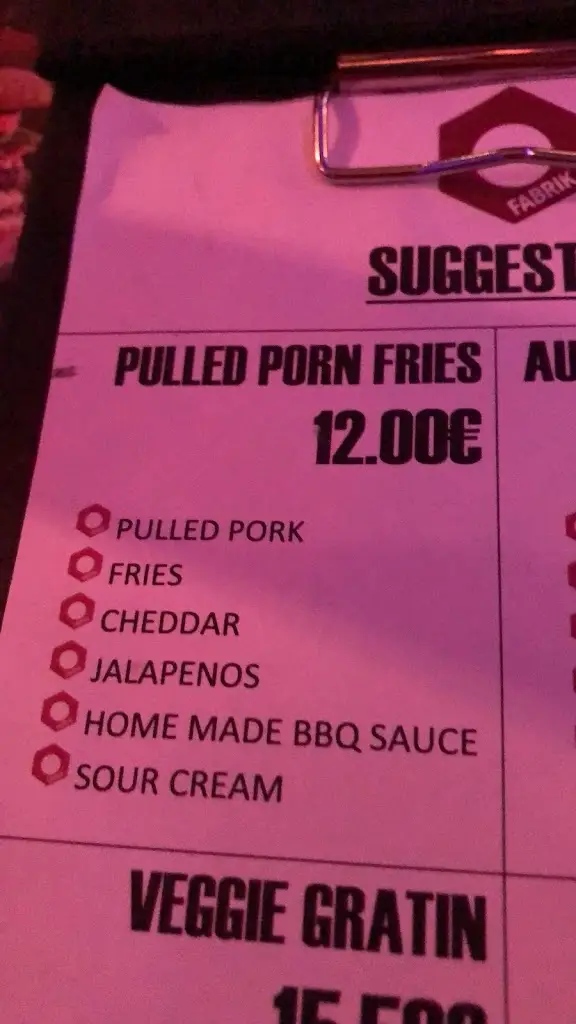 FABRIK
SUGGEST
PULLED PORN FRIES
12.00€
PULLED PORK
FRIES
CHEDDAR
JALAPENOS
HOME MADE BBQ SAUCE
SOUR CREAM
AU
VEGGIE GRATIN